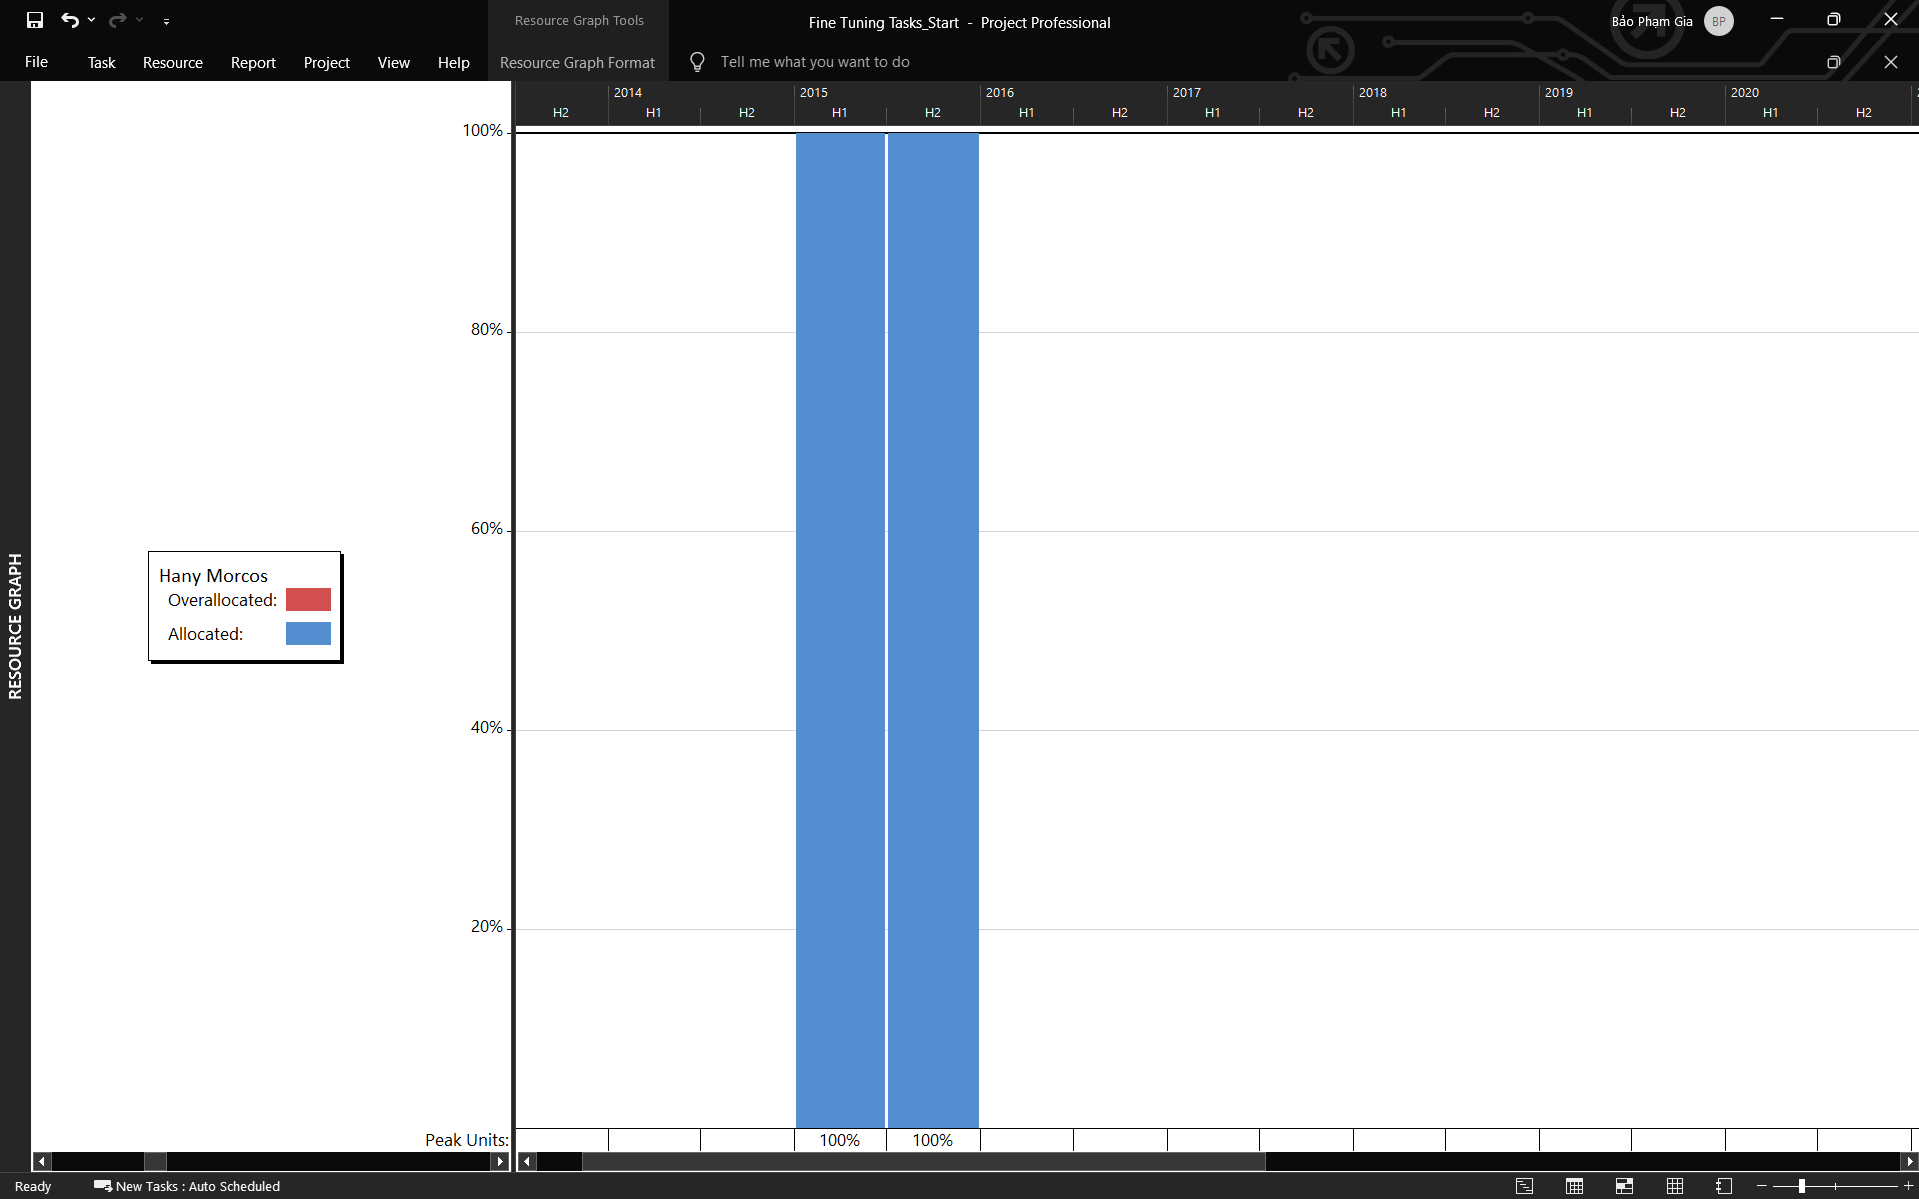 Resource Graph Tools
Fine Tuning Tasks_Start - Project Professional
Bảo Phạm Gia BP
File Task Resource Report Project View Help Resource Graph Format Tell me what you want to do
2014 2015 2016 2017 2018 2019 2020
H2 H1 H2 H1 H2 H1 H2 H1 H2 H1 H2 H1 H2 H1 H2
100%
80%
60%
40%
20%
RESOURCE GRAPH
Hany Morcos
Overallocated:
Allocated:
Peak Units: 100% 100%
Ready New Tasks : Auto Scheduled